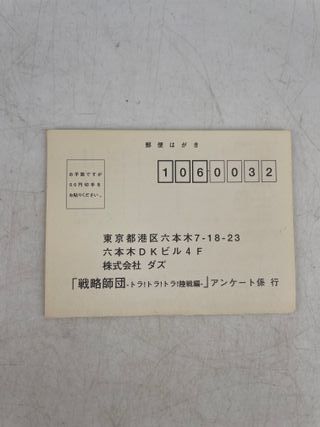 郵便はがき
お手数ですが
50円切手を
お貼りください。
1060032
東京都港区六本木7-18-23
六本木DKビル4F
株式会社 ダズ
「戦略師団-トラ!トラ!トラ!陸戦編-」アンケート係 行